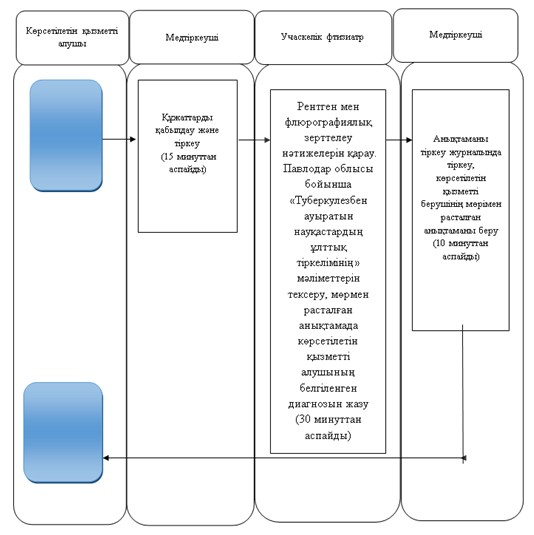 Көрсетілетін қызметті
алушы
Медтіркеуші
Учаскелік фтизиатр
Медтіркеуші
Құжаттарды
қабылдау және
тіркеу
(15 минуттан
аспайды)
Рентген мен
флюрографиялық
зерттелеу
нәтижелерін қарау.
Павлодар облысы
бойынша
«Туберкулезбен
ауыратын
науқастардың
ұлттық
тіркелімінің»
мәліметтерін
тексеру, мөрмен
расталған
анықтамада
көрсетілетін
қызметті
алушының
белгіленген
диагнозын жазу
(30 минуттан
аспайды)
Анықтаманы
тіркеу журналында
тіркеу,
көрсетілетін
қызметті
берушінің мөрімен
расталған
анықтаманы беру
(10 минуттан
аспайды)